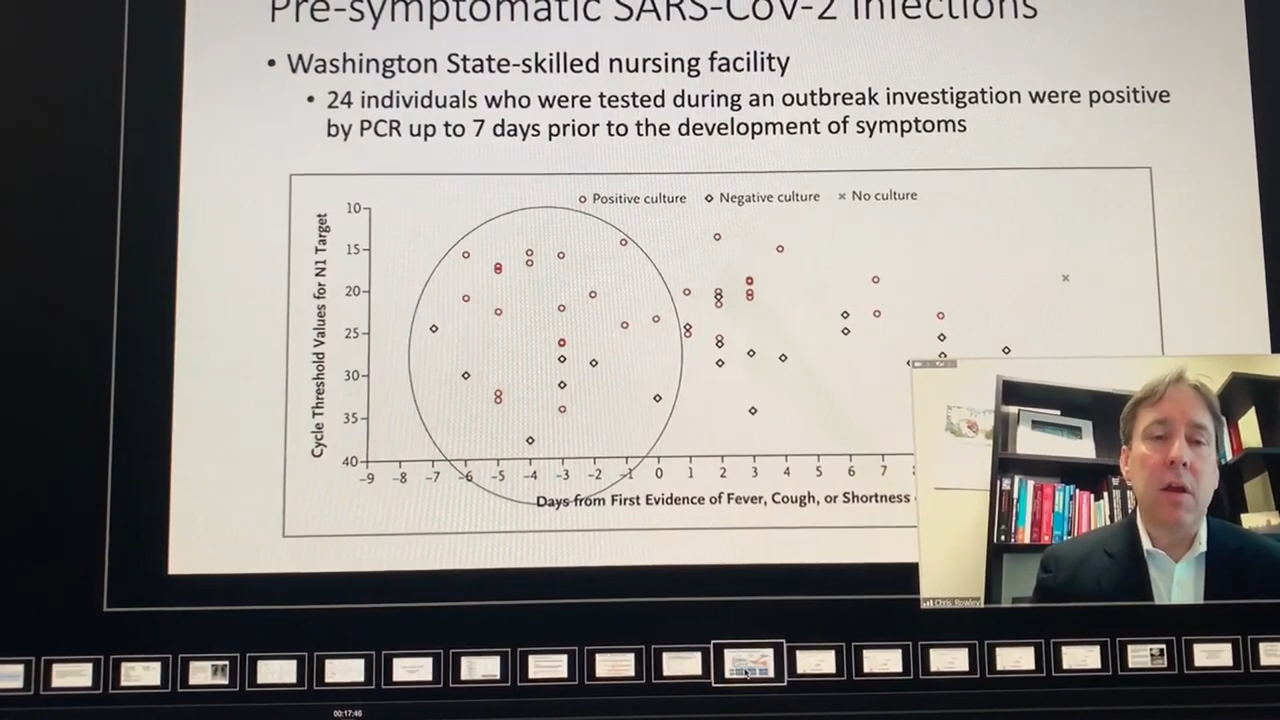 Pre-symptomatic SARS-CoV-2 Infections
• Washington State-skilled nursing facility
• 24 individuals who were tested during an outbreak investigation were positive
by PCR up to 7 days prior to the development of symptoms
Positive culture Negative culture No culture
Cycle Threshold Values for N1 Target
10
15
20
25
30
35
40
-9 -8 -7 -6 -5 -4 -3 -2 -1 0 1 2 3 4 5 6 7
Days from First Evidence of Fever, Cough, or Shortness
Chris Rowley
00:17:46